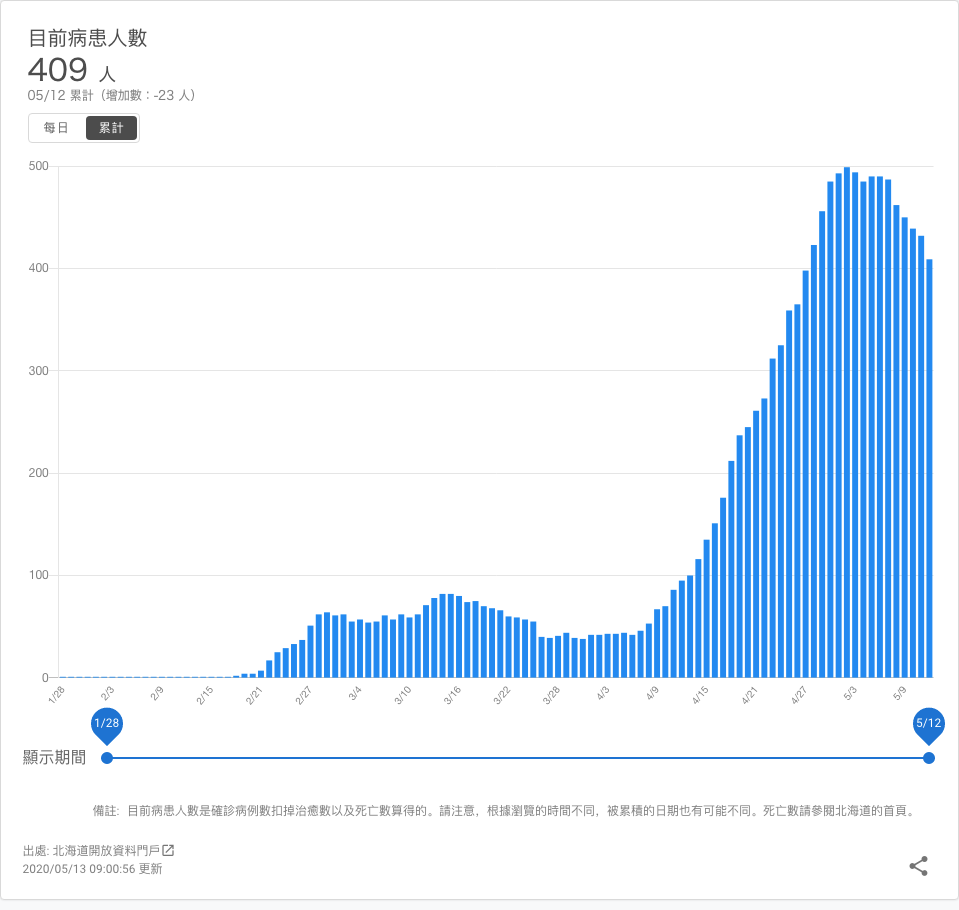 目前病患人數
409 人
05/12 累計（增加數：-23 人）
每日 累計
500
400
300
200
100
0
1/28 2/3 2/9 2/15 2/21 2/27 3/4 3/10 3/16 3/22 3/28 4/3 4/9 4/15 4/21 4/27 5/3 5/9
1/28 5/12
顯示期間
備註: 目前病患人數是確診病例數扣掉治癒數以及死亡數算得的。請注意，根據瀏覽的時間不同，被累積的日期也有可能不同。死亡數請參閱北海道的首頁。
出處: 北海道開放資料門戶
2020/05/13 09:00:56 更新